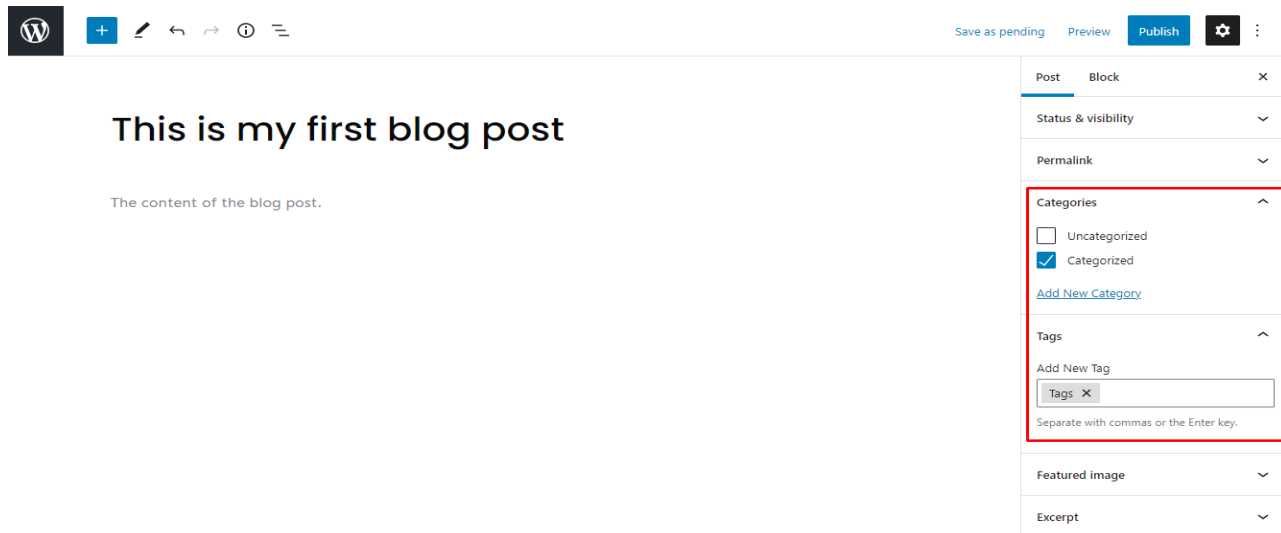 Save as pending Preview Publish
Post Block
This is my first blog post
Status & visibility
Permalink
The content of the blog post.
Categories
Uncategorized
Categorized
Add New Category
Tags
Add New Tag
Tags
Separate with commas or the Enter key.
Featured image
Excerpt